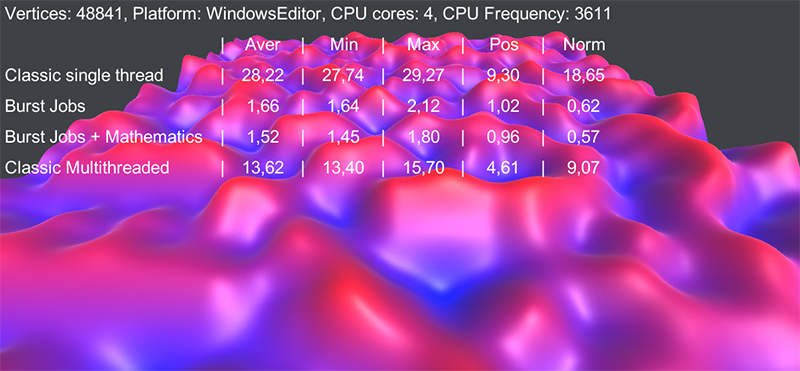 Vertices: 48841, Platform: WindowsEditor, CPU cores: 4, CPU Frequency: 3611
| Aver | Min | Max | Pos | Norm
Classic single thread | 28,22 | 27,74 | 29,27 | 9,30 | 18,65
Burst Jobs | 1,66 | 1,64 | 2,12 | 1,02 | 0,62
Burst Jobs + Mathematics | 1,52 | 1,45 | 1,80 | 0,96 | 0,57
Classic Multithreaded | 13,62 | 13,40 | 15,70 | 4,61 | 9,07